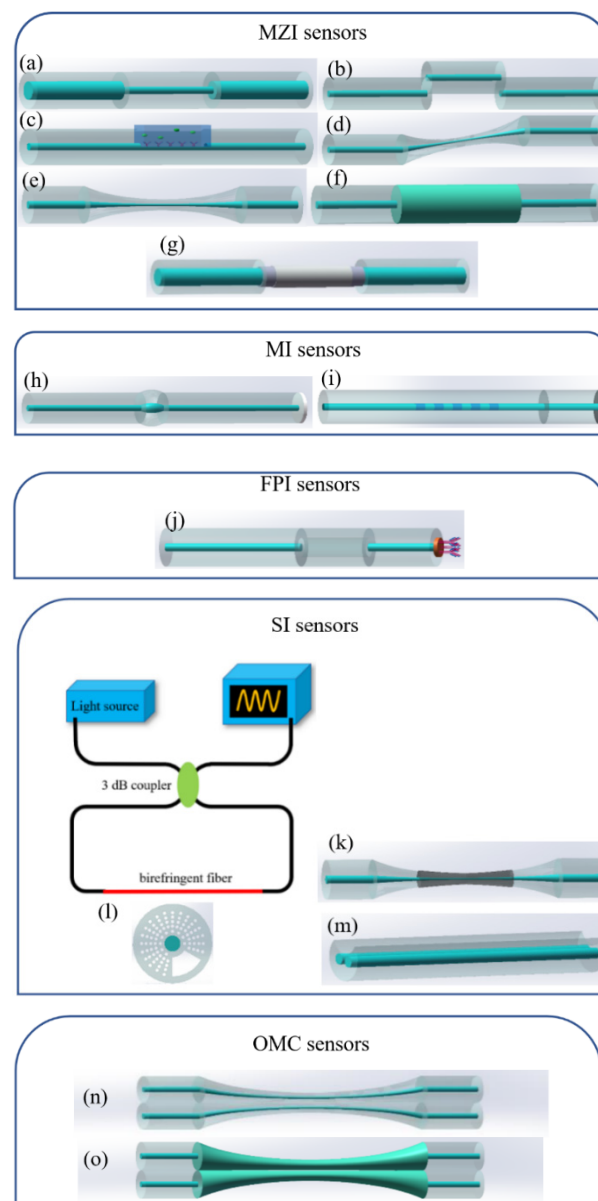 MZI sensors
(a)
(b)
(c)
(d)
(e)
(f)
(g)
MI sensors
(h)
(i)
FPI sensors
(j)
SI sensors
Light source
3 dB coupler
birefringent fiber
(k)
(l)
(m)
OMC sensors
(n)
(o)